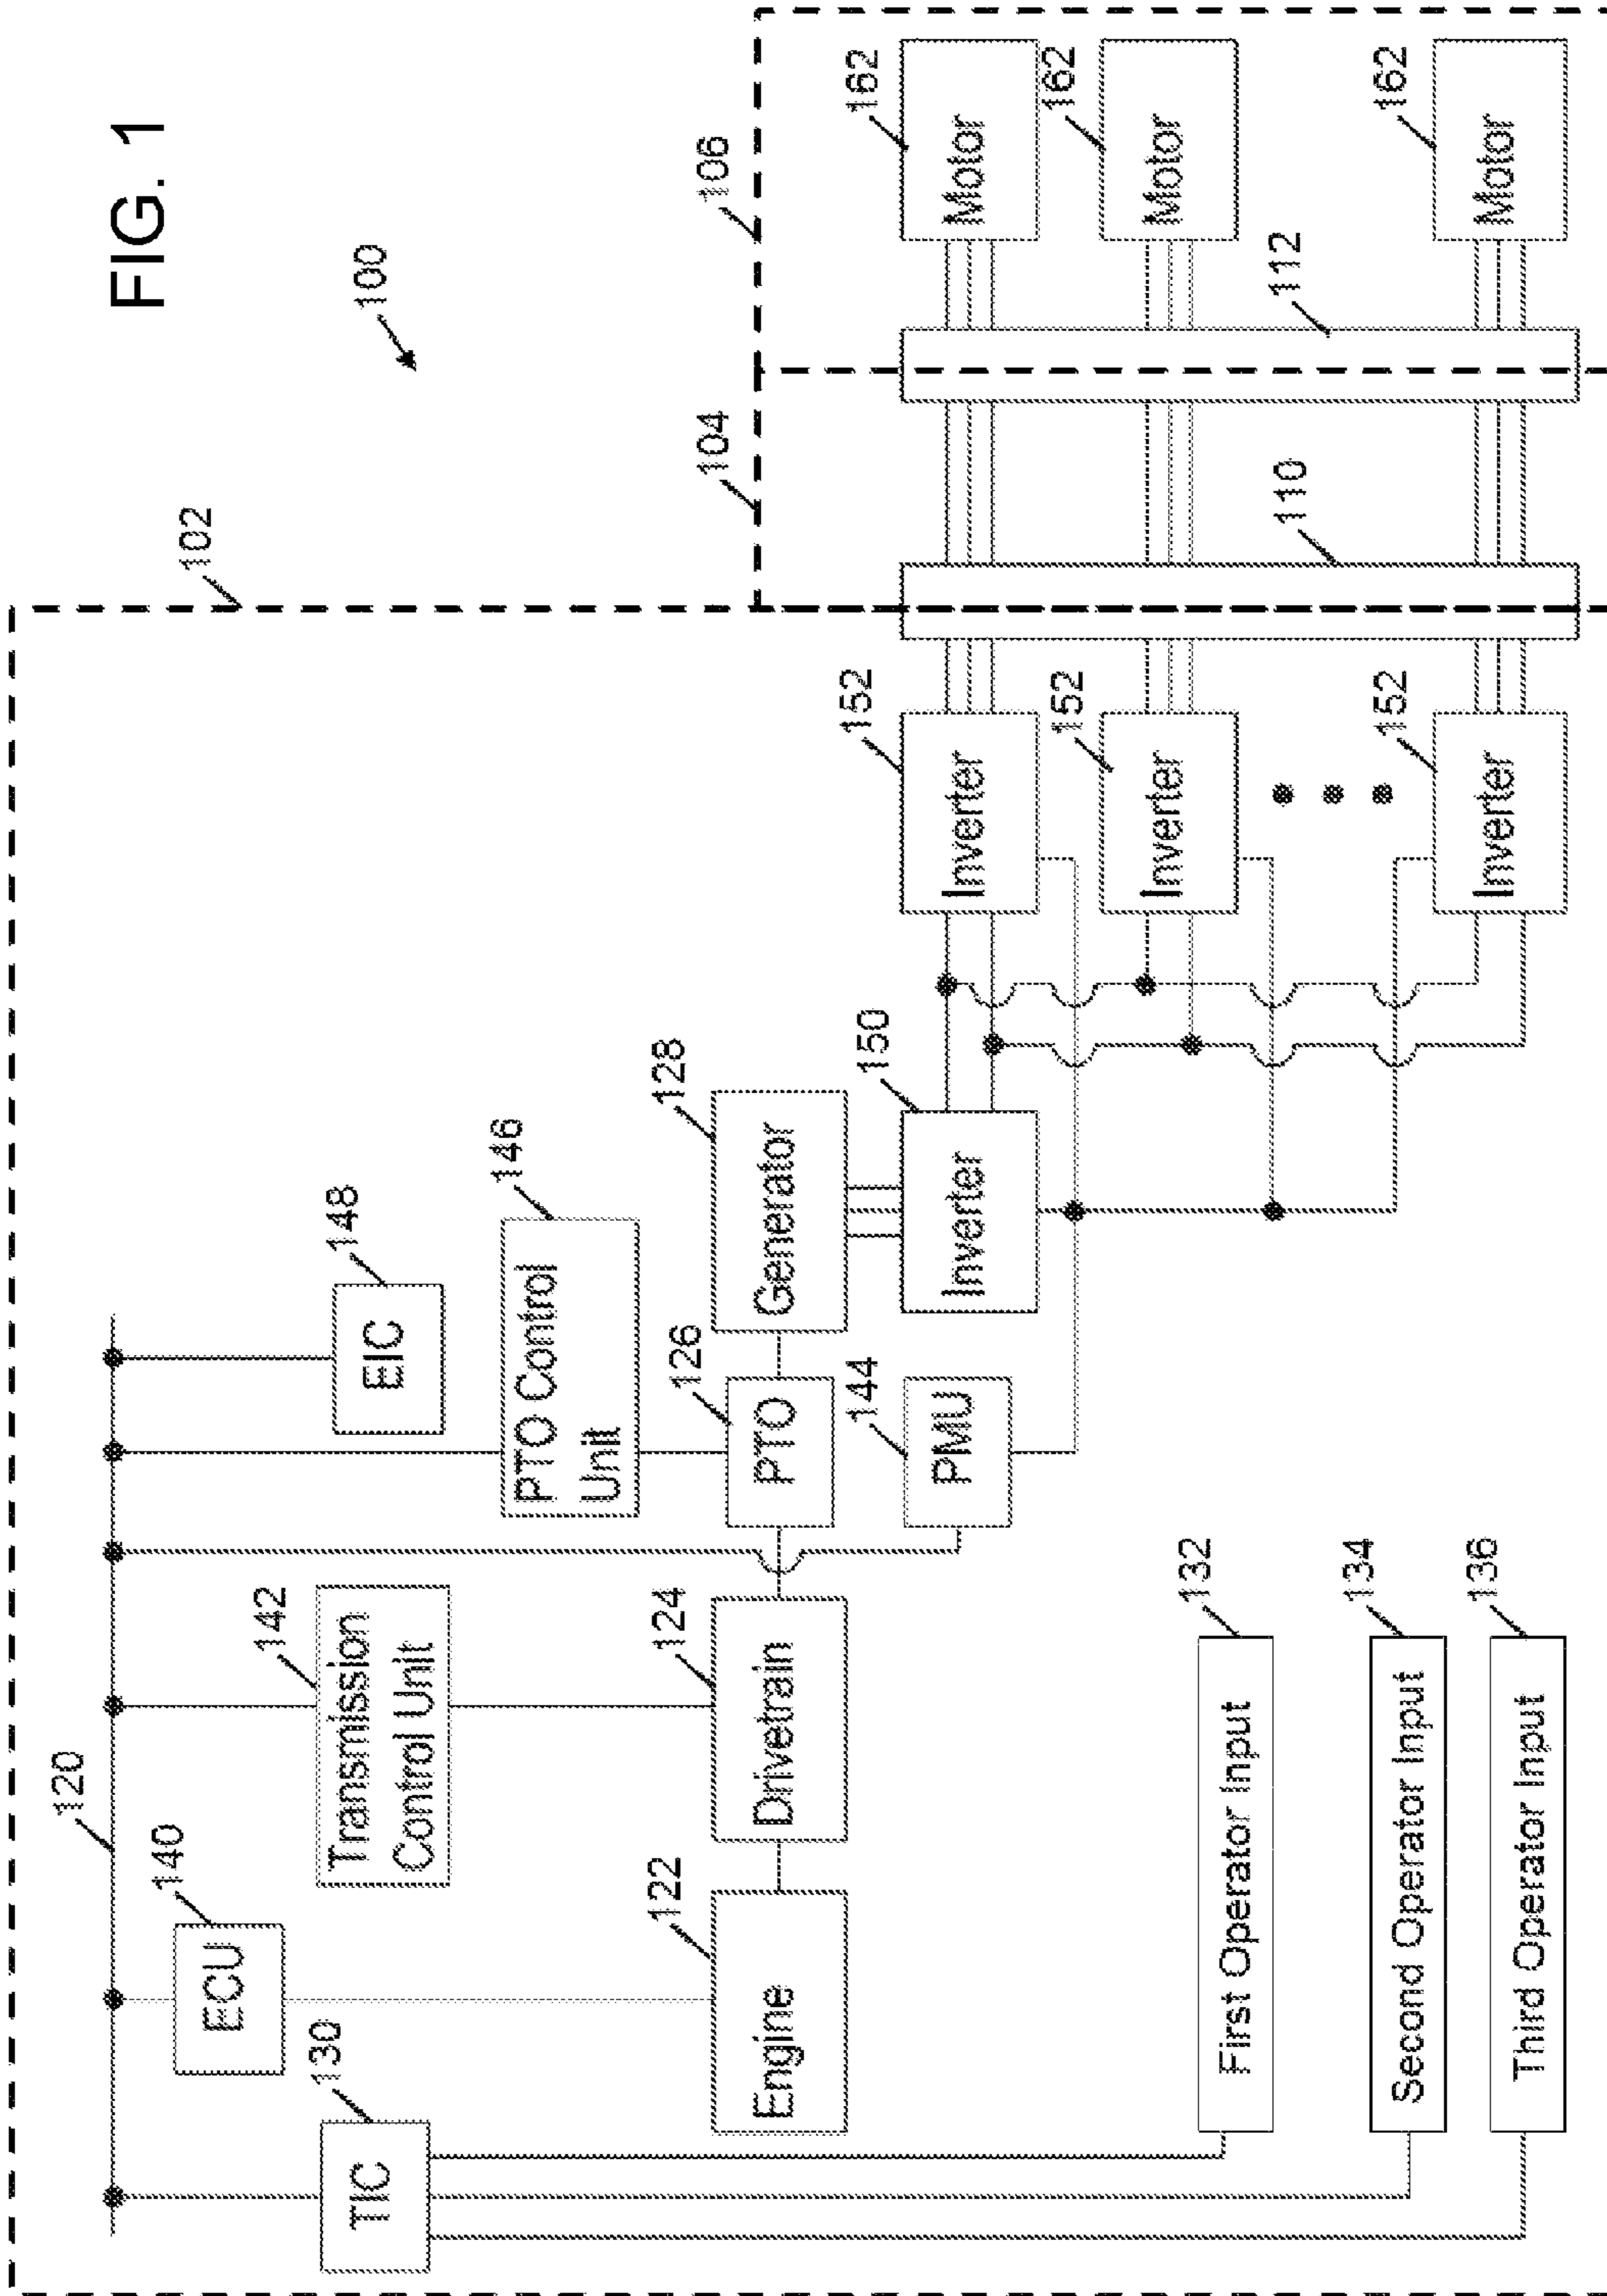 FIG. 1
100
102
104
106
120
148
146
142
140
130
TIC
ECU
Transmission
Control Unit
PTO Control
Unit
EIC
122
124
126
128
Engine
Drivetrain
PTO
Generator
144
PMU
150
Inverter
152
Inverter
152
Inverter
152
Inverter
110
112
162
Motor
162
Motor
162
Motor
132
First Operator Input
134
Second Operator Input
136
Third Operator Input